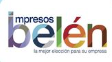 impresos
belén
la mejor elección para su empresa